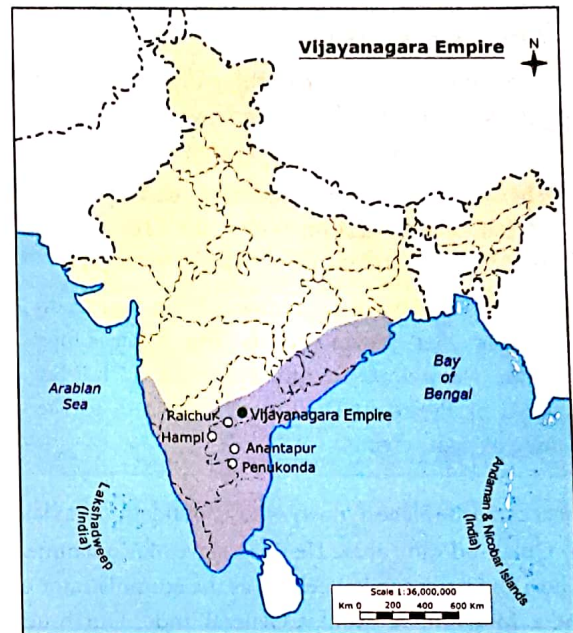 Vijayanagara Empire
N
Arabian
Sea
Bay
of
Bengal
Raichur
Vijayanagara Empire
Hampi
Anantapur
Penukonda
Lakshadweep
(India)
Andaman & Nicobar Islands
(India)
Scale 1:36,000,000
Km 0 200 400 600 Km